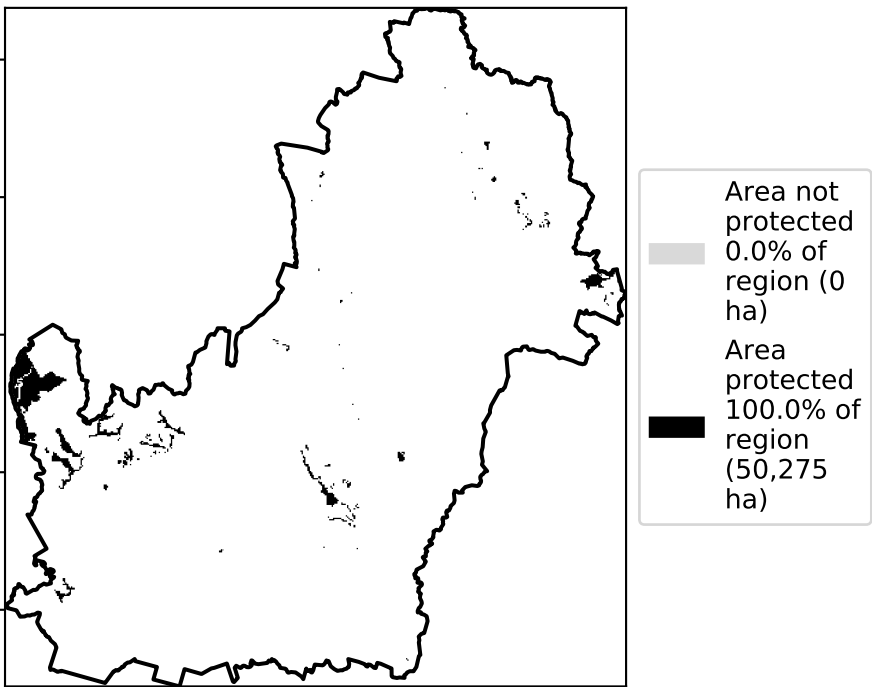 Area not
protected
0.0% of
region (0
ha)
Area
protected
100.0% of
region
(50,275
ha)